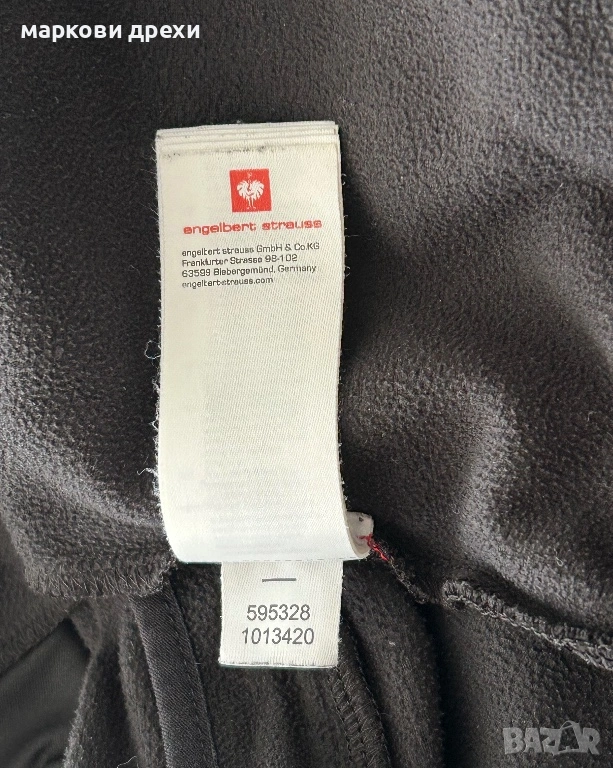 маркови дрехи
engelbert strauss
engelbert strauss GmbH & Co.KG
Frankfurter Strasse 98-102
63599 Biebergemünd, Germany
engelbert-strauss.com
595328
1013420
BAZAR